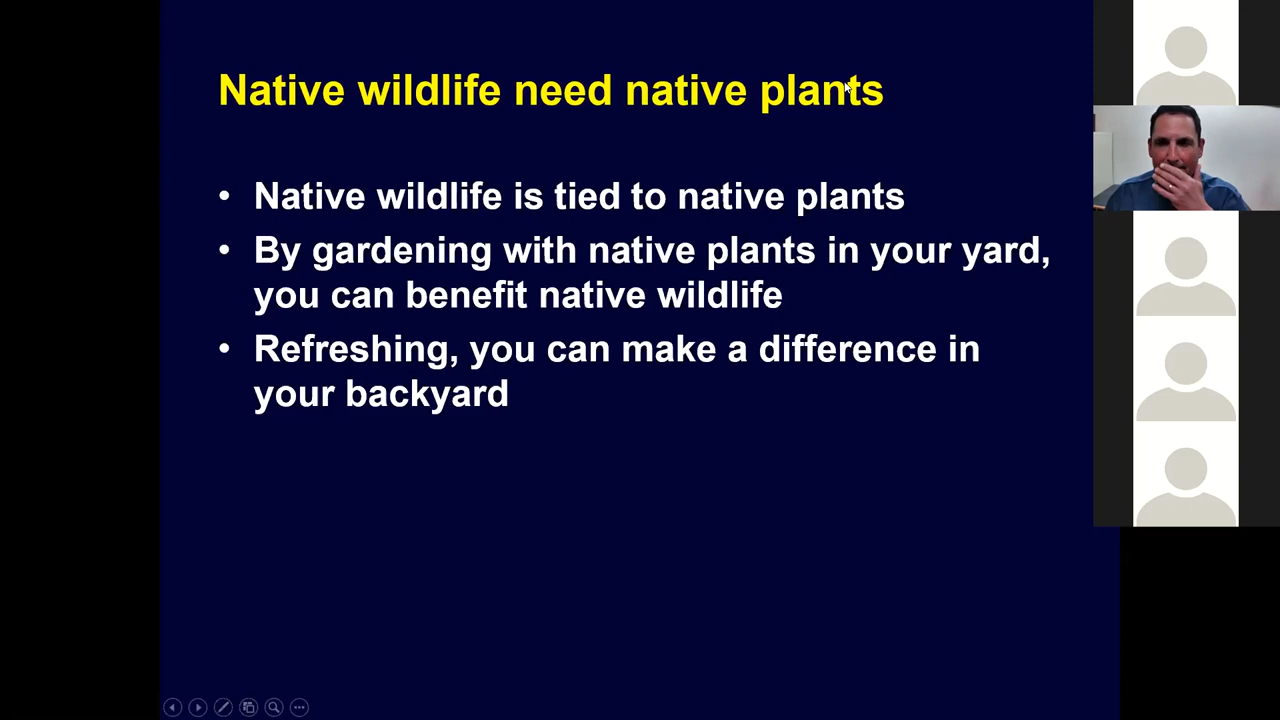 Native wildlife need native plants
• Native wildlife is tied to native plants
• By gardening with native plants in your yard,
you can benefit native wildlife
• Refreshing, you can make a difference in
your backyard